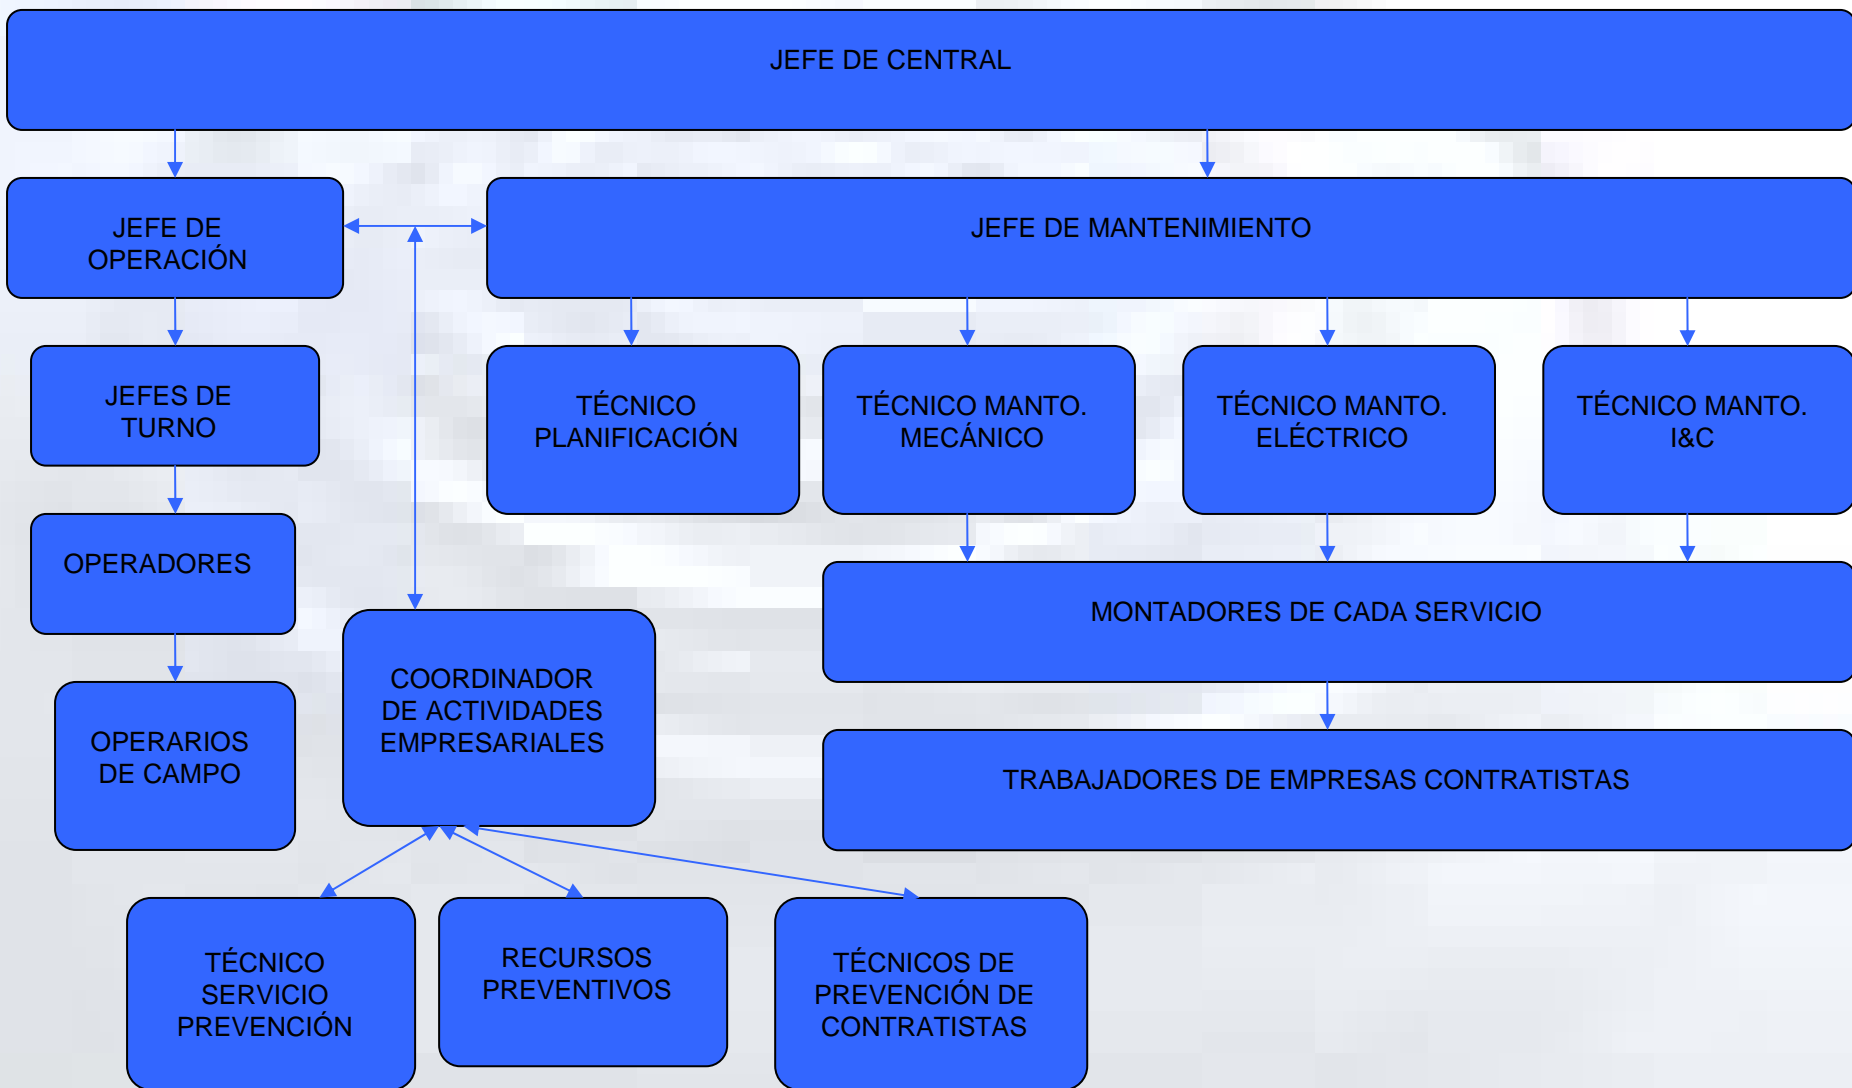 JEFE DE CENTRAL
JEFE DE
OPERACIÓN
JEFE DE MANTENIMIENTO
JEFES DE
TURNO
TÉCNICO
PLANIFICACIÓN
TÉCNICO MANTO.
MECÁNICO
TÉCNICO MANTO.
ELÉCTRICO
TÉCNICO MANTO.
I&C
OPERADORES
MONTADORES DE CADA SERVICIO
COORDINADOR
DE ACTIVIDADES
EMPRESARIALES
OPERARIOS
DE CAMPO
TRABAJADORES DE EMPRESAS CONTRATISTAS
TÉCNICO
SERVICIO
PREVENCIÓN
RECURSOS
PREVENTIVOS
TÉCNICOS DE
PREVENCIÓN DE
CONTRATISTAS